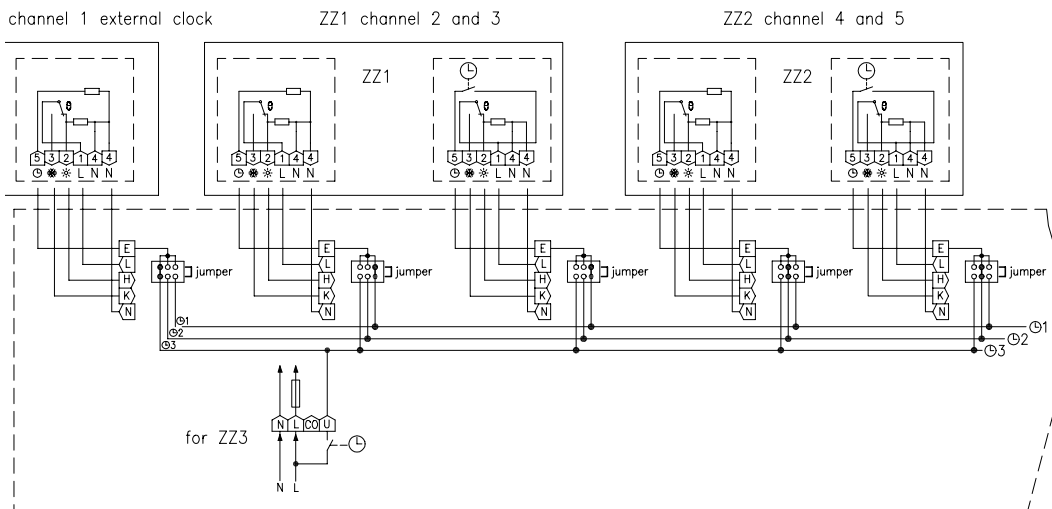 channel 1 external clock ZZ1 channel 2 and 3 ZZ2 channel 4 and 5
ZZ1 ZZ2
θ θ θ θ θ
5 3 2 1 4 4 5 3 2 1 4 4 5 3 2 1 4 4 5 3 2 1 4 4 5 3 2 1 4 4
L N N L N N L N N L N N L N N
E E E E E
L L L L L
jumper jumper jumper jumper jumper
H H H H H
K K K K K
N N N N N
1 1
2 2
3 3
N L CO U
for ZZ3
N L